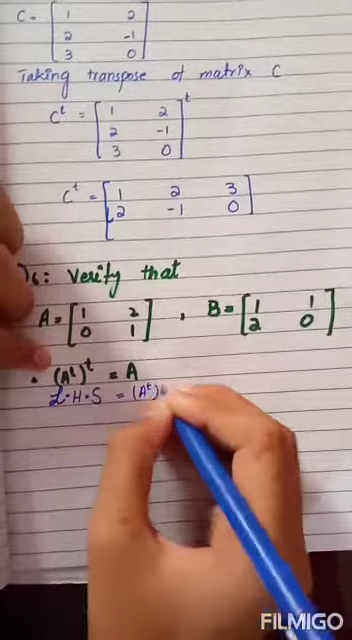 C = [ 1 2
2 -1
3 0 ]
Taking transpose of matrix C
C^t = [ 1 2
2 -1
3 0 ]^t
C^t = [ 1 2 3
2 -1 0 ]
6: Verify that
A = [ 1 2
0 1 ] , B = [ 1 1
2 0 ]
• (A^t)^t = A
L.H.S = (A^t)
FILMIGO